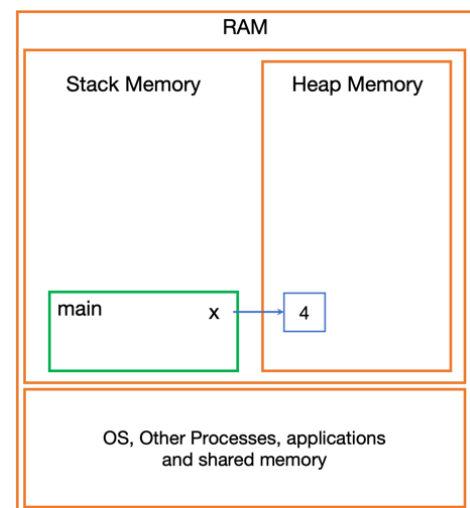 RAM
Stack Memory
Heap Memory
main
x
4
OS, Other Processes, applications
and shared memory